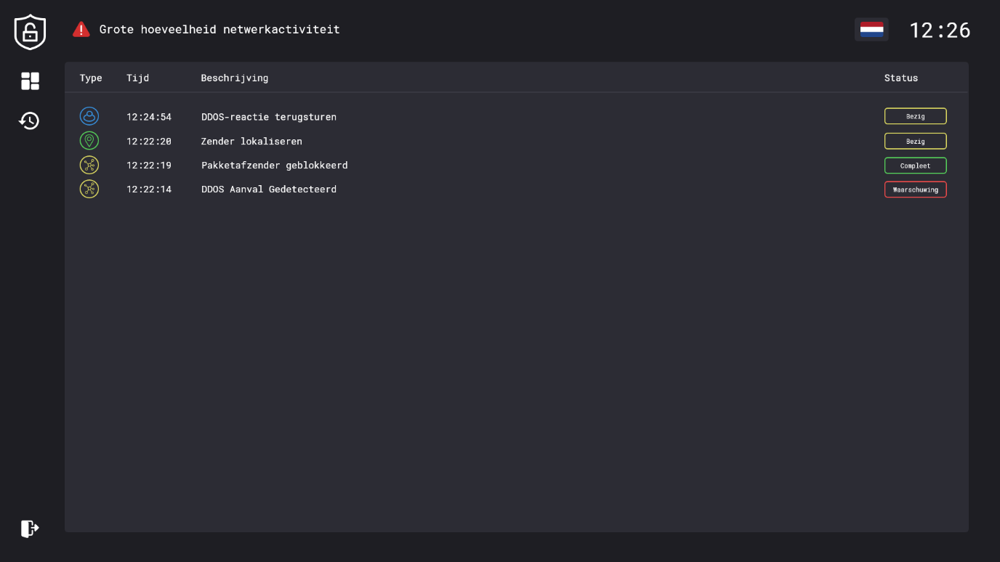 Grote hoeveelheid netwerkactiviteit 12:26
Type Tijd Beschrijving Status
12:24:54 DDOS-reactie terugsturen Bezig
12:22:20 Zender lokaliseren Bezig
12:22:19 Pakketafzender geblokkeerd Compleet
12:22:14 DDOS Aanval Gedetecteerd Waarschuwing